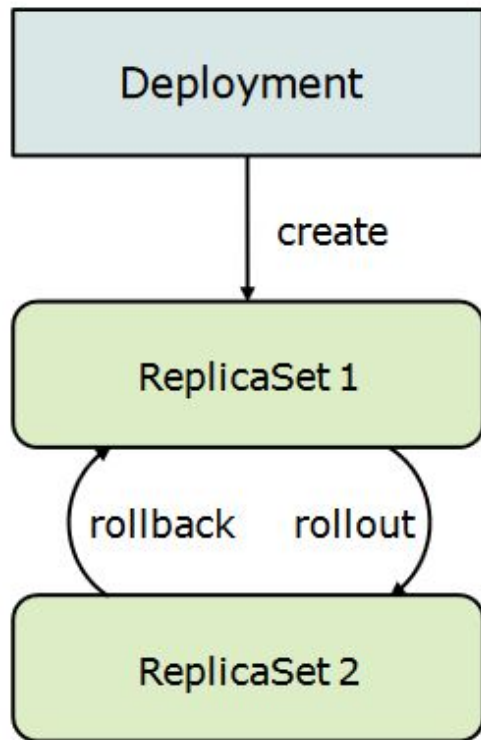 Deployment
create
ReplicaSet 1
rollback rollout
ReplicaSet 2